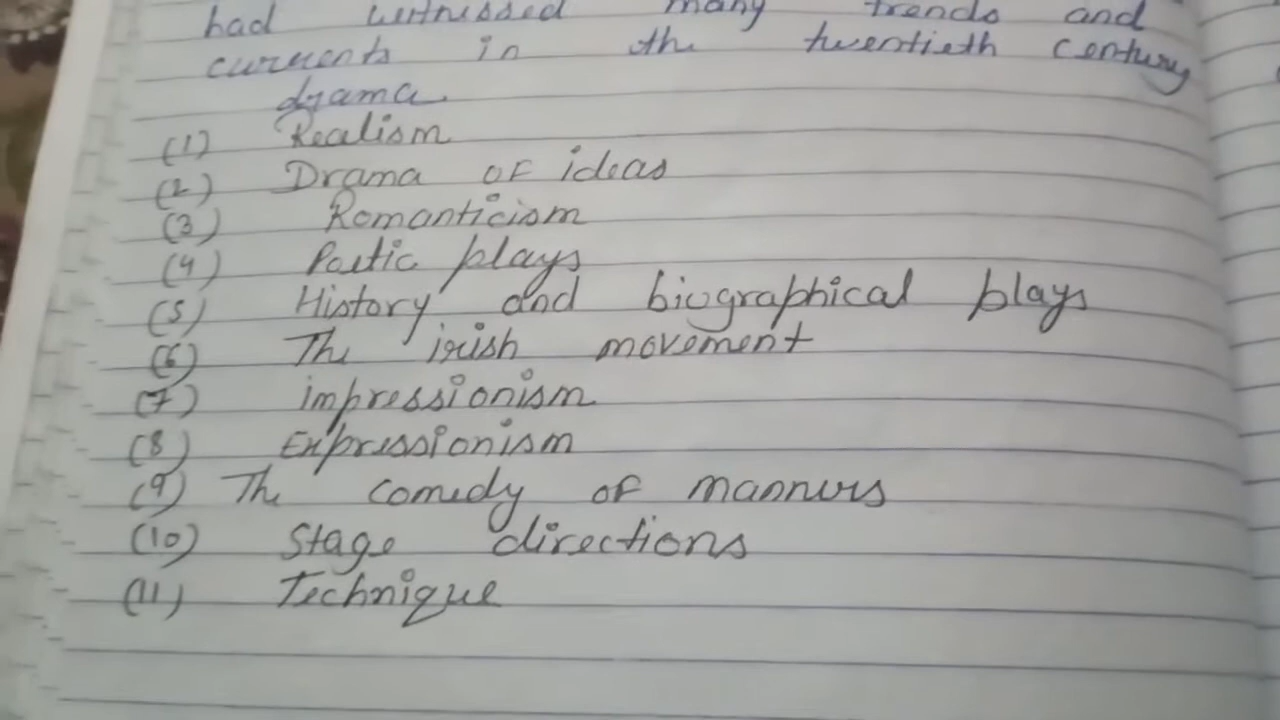 had witnessed many trends and
currents in the twentieth century
drama.
(1) Realism
(2) Drama of ideas
(3) Romanticism
(4) Poetic plays
(5) History and biographical plays
(6) The irish movement
(7) impressionism
(8) Expressionism
(9) The comedy of manners
(10) Stage directions
(11) Technique